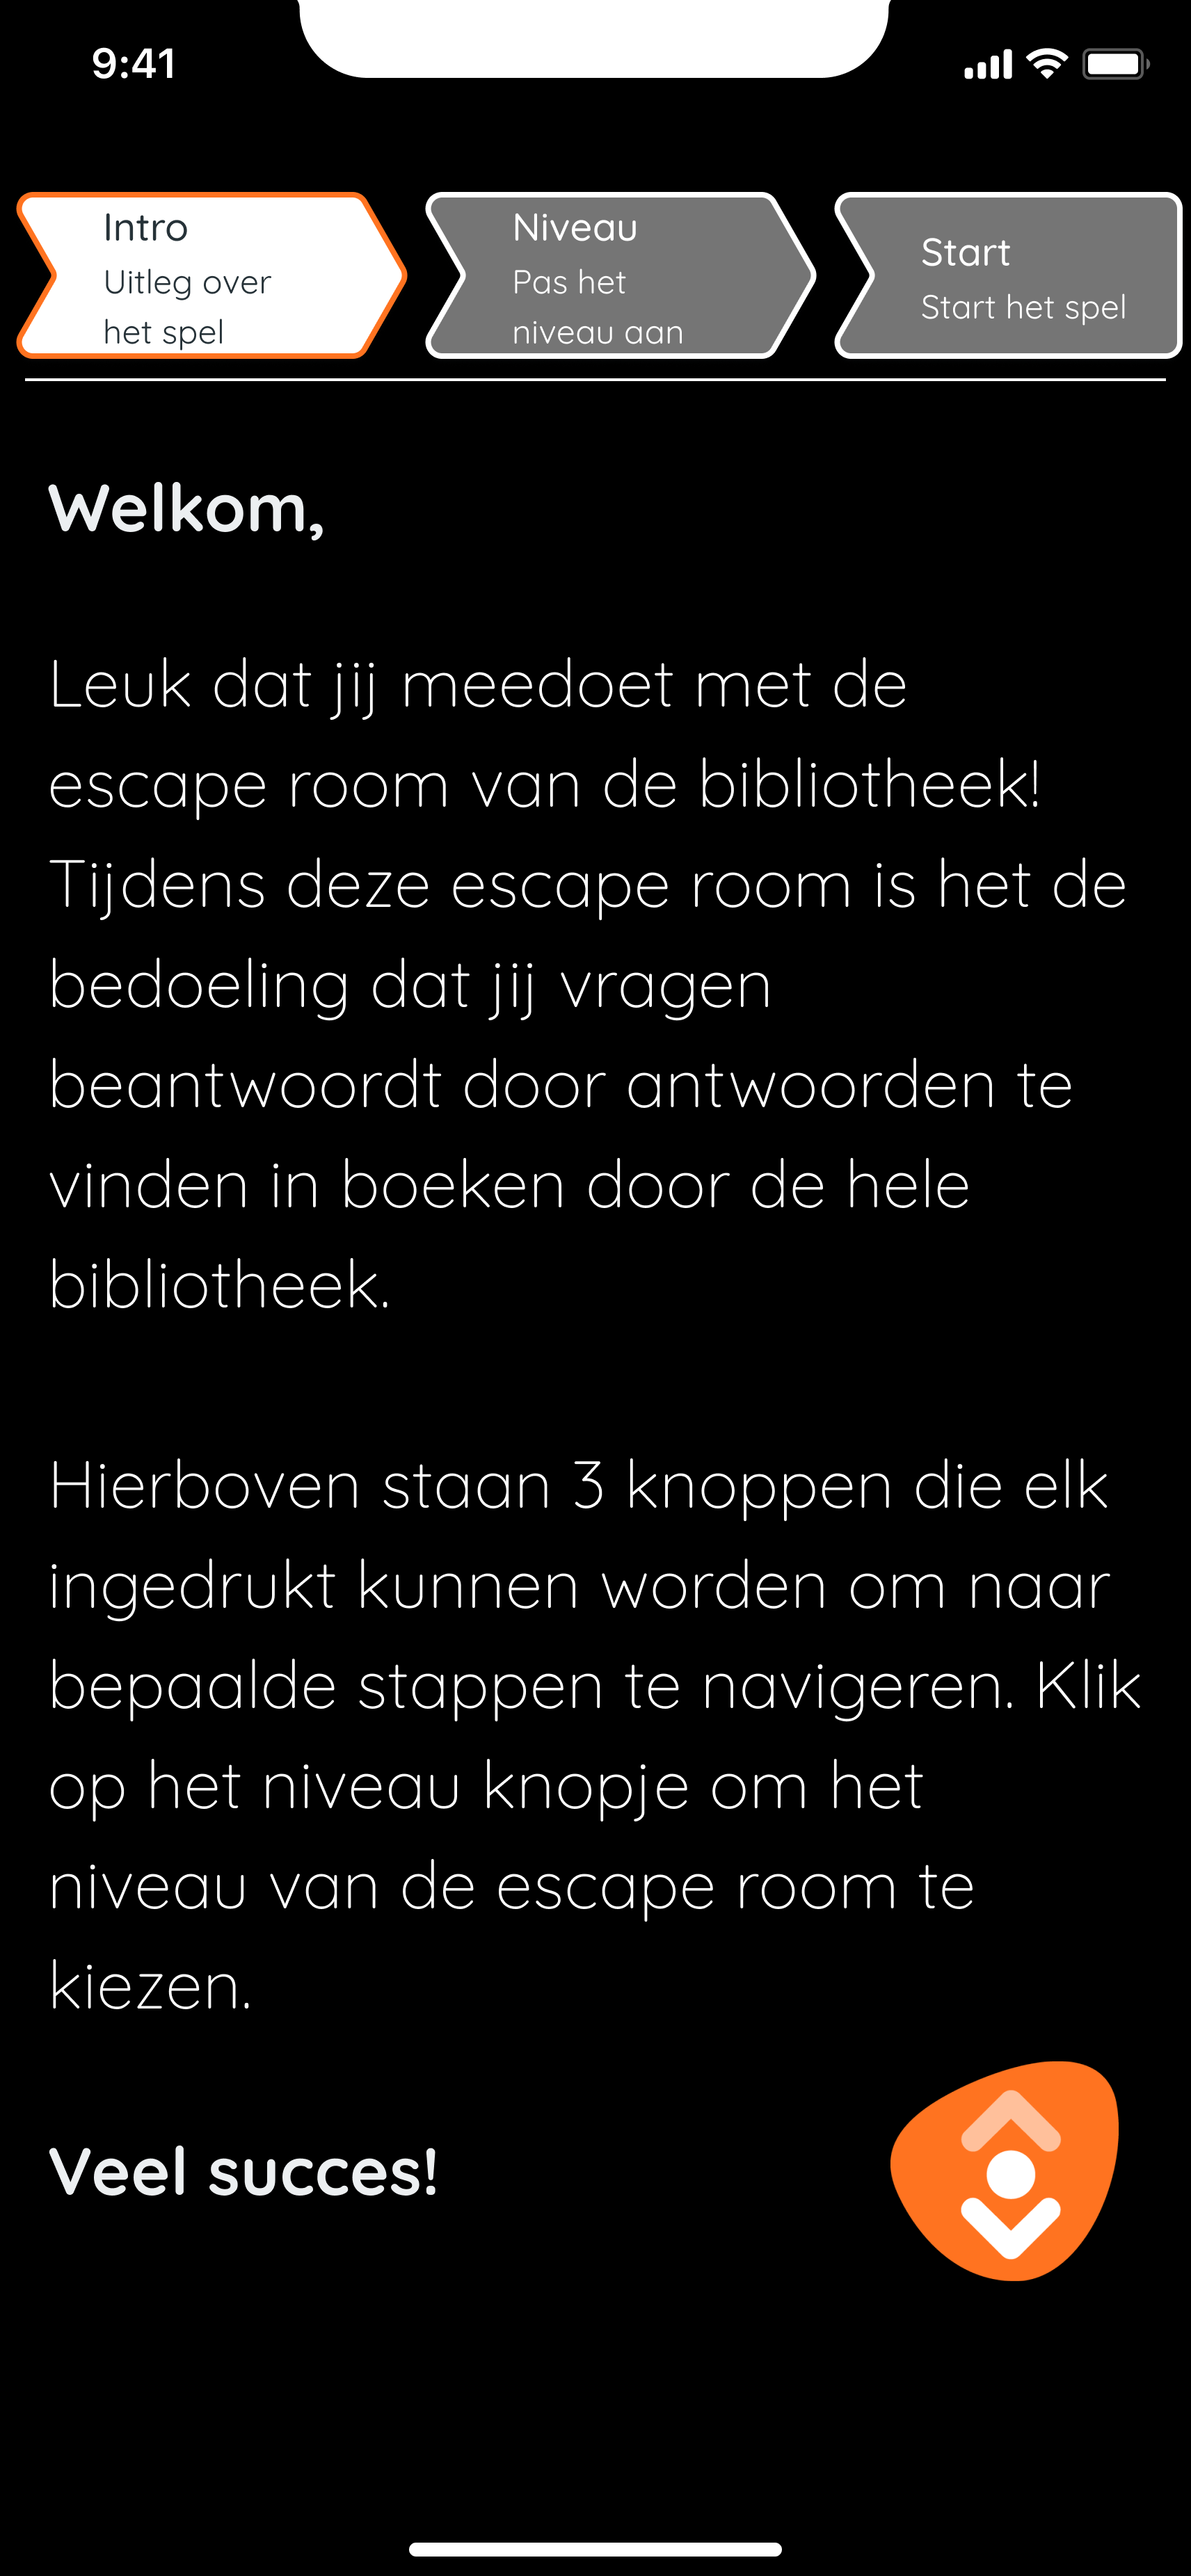 9:41
Intro
Uitleg over
het spel
Niveau
Pas het
niveau aan
Start
Start het spel
Welkom,
Leuk dat jij meedoet met de
escape room van de bibliotheek!
Tijdens deze escape room is het de
bedoeling dat jij vragen
beantwoordt door antwoorden te
vinden in boeken door de hele
bibliotheek.
Hierboven staan 3 knoppen die elk
ingedrukt kunnen worden om naar
bepaalde stappen te navigeren. Klik
op het niveau knopje om het
niveau van de escape room te
kiezen.
Veel succes!